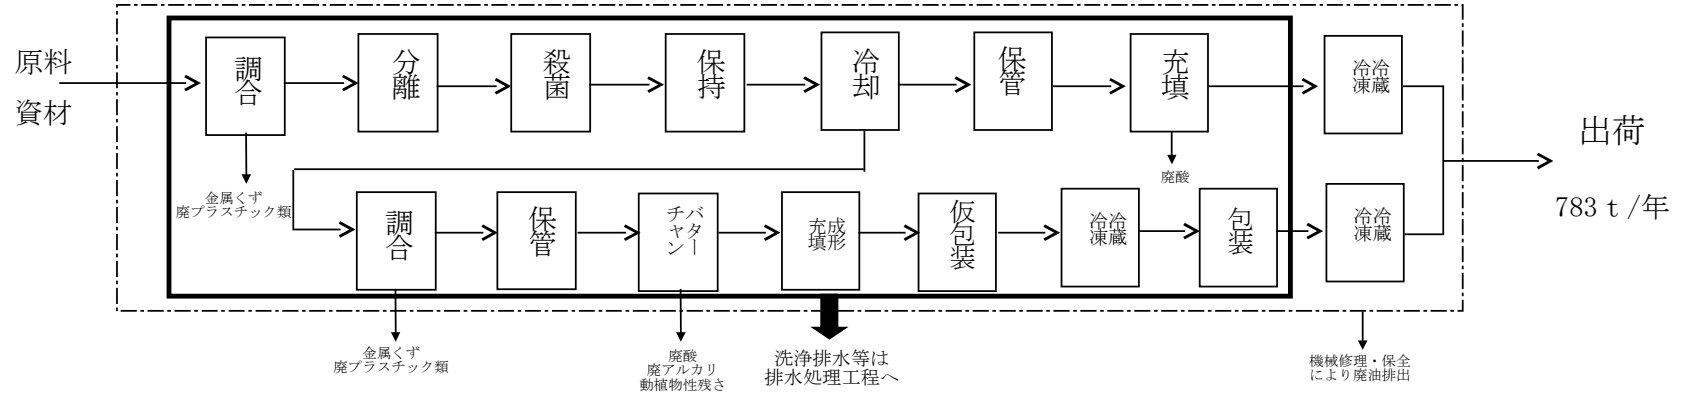 原料
資材
調合
分離
殺菌
保持
冷却
保管
充填
冷蔵
冷凍
出荷
783 t /年
金属くず
廃プラスチック類
廃酸
調合
保管
バター
チャーン
成形
充填
仮包装
冷蔵
冷凍
包装
冷蔵
冷凍
金属くず
廃プラスチック類
廃酸
廃アルカリ
動植物性残さ
洗浄排水等は
排水処理工程へ
機械修理・保全
により廃油排出